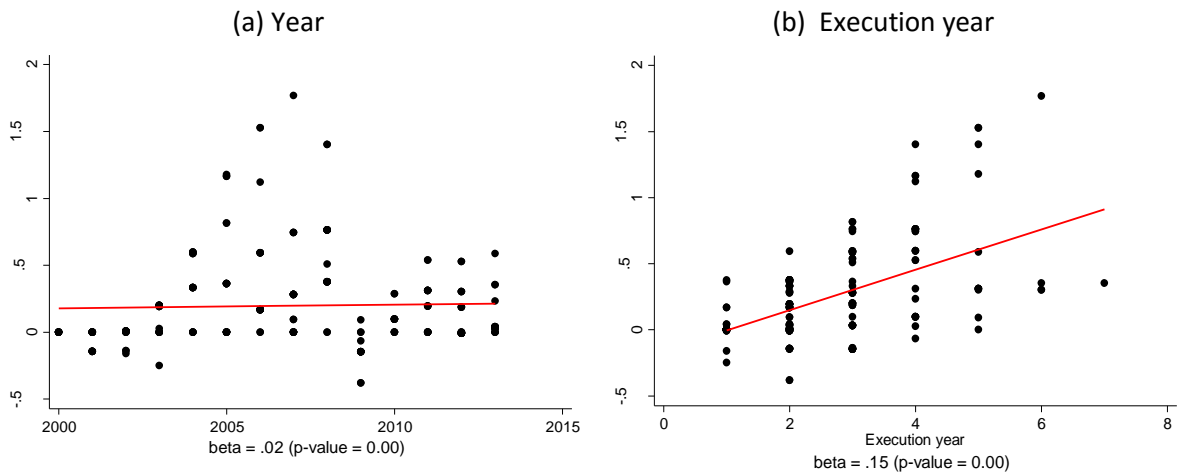 (a) Year
2
1.5
1
.5
0
-.5
2000 2005 2010 2015
beta = .02 (p-value = 0.00)
(b) Execution year
2
1.5
1
.5
0
-.5
0 2 4 6 8
Execution year
beta = .15 (p-value = 0.00)